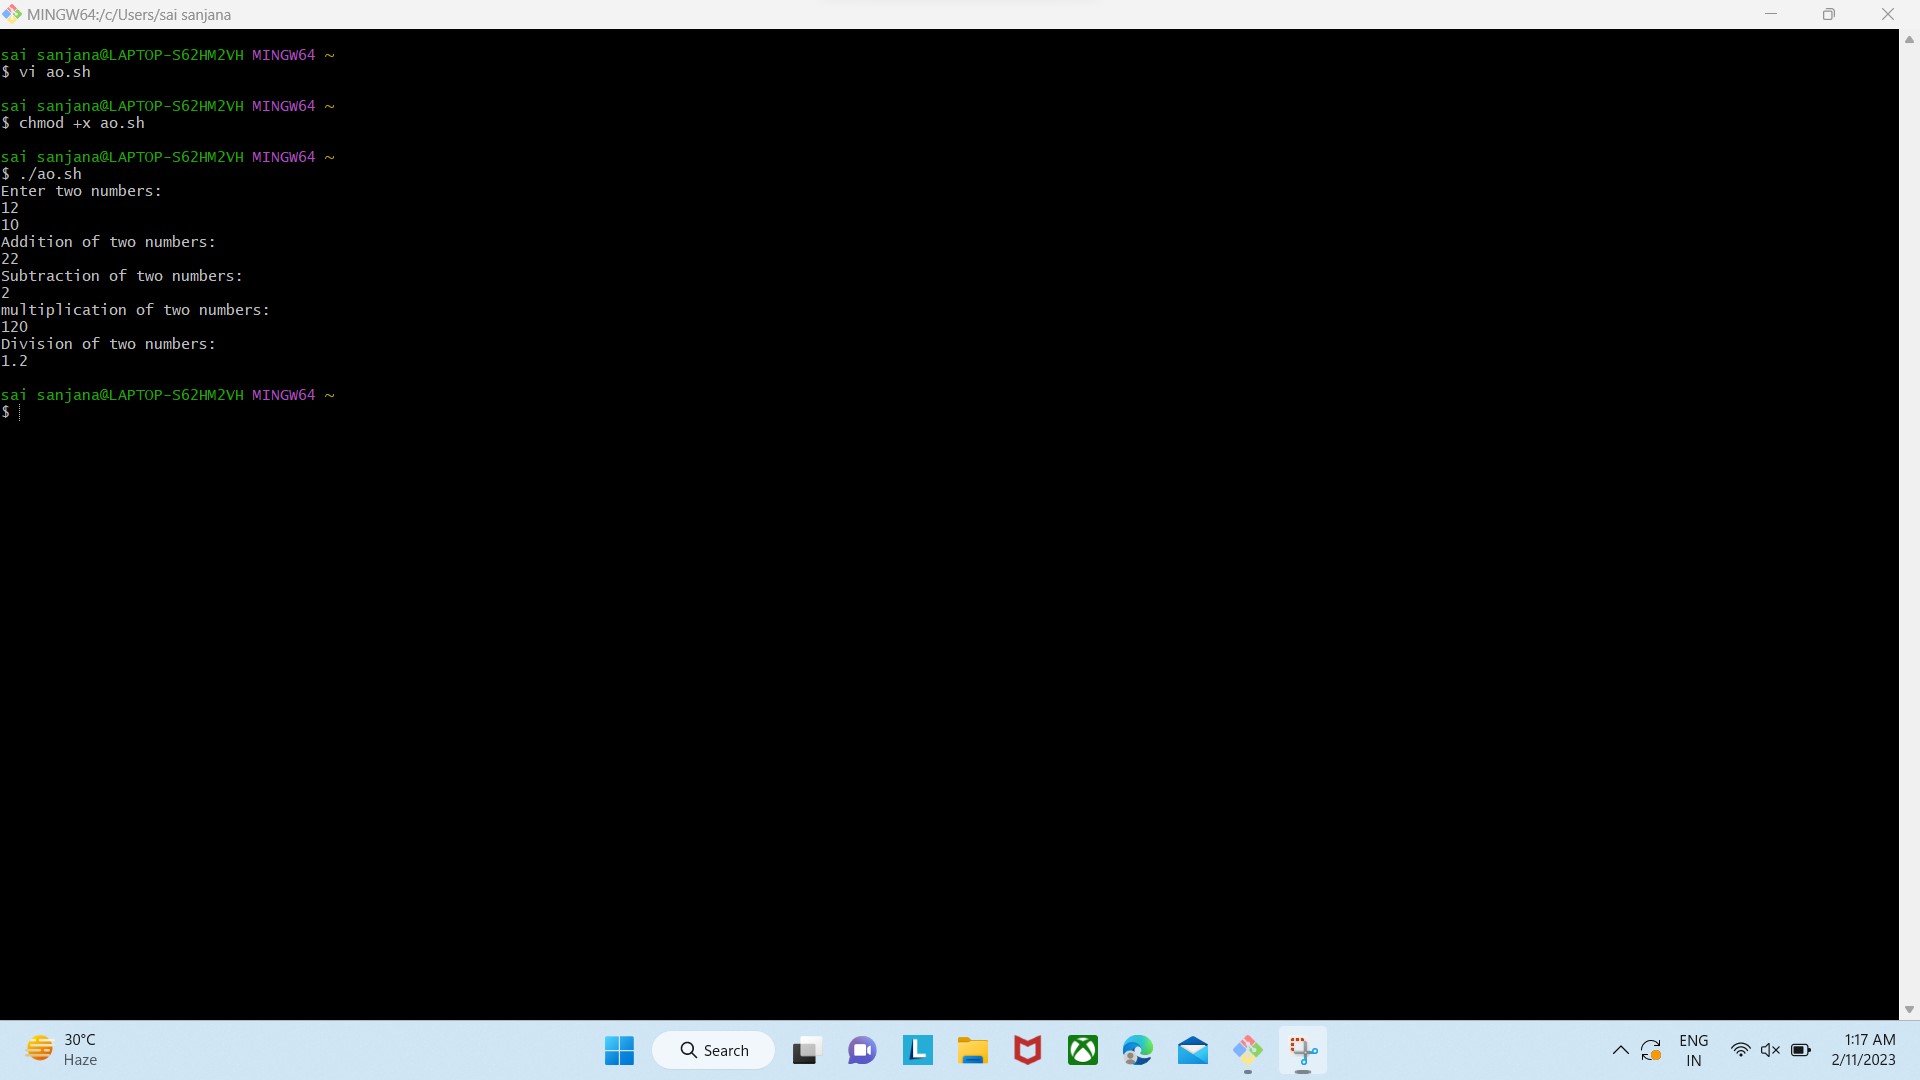 MINGW64:/c/Users/sai sanjana
sai sanjana@LAPTOP-S62HM2VH MINGW64 ~
$ vi ao.sh
sai sanjana@LAPTOP-S62HM2VH MINGW64 ~
$ chmod +x ao.sh
sai sanjana@LAPTOP-S62HM2VH MINGW64 ~
$ ./ao.sh
Enter two numbers:
12
10
Addition of two numbers:
22
Subtraction of two numbers:
2
multiplication of two numbers:
120
Division of two numbers:
1.2
sai sanjana@LAPTOP-S62HM2VH MINGW64 ~
$
30°C
Haze
Search
L
ENG
IN
1:17 AM
2/11/2023